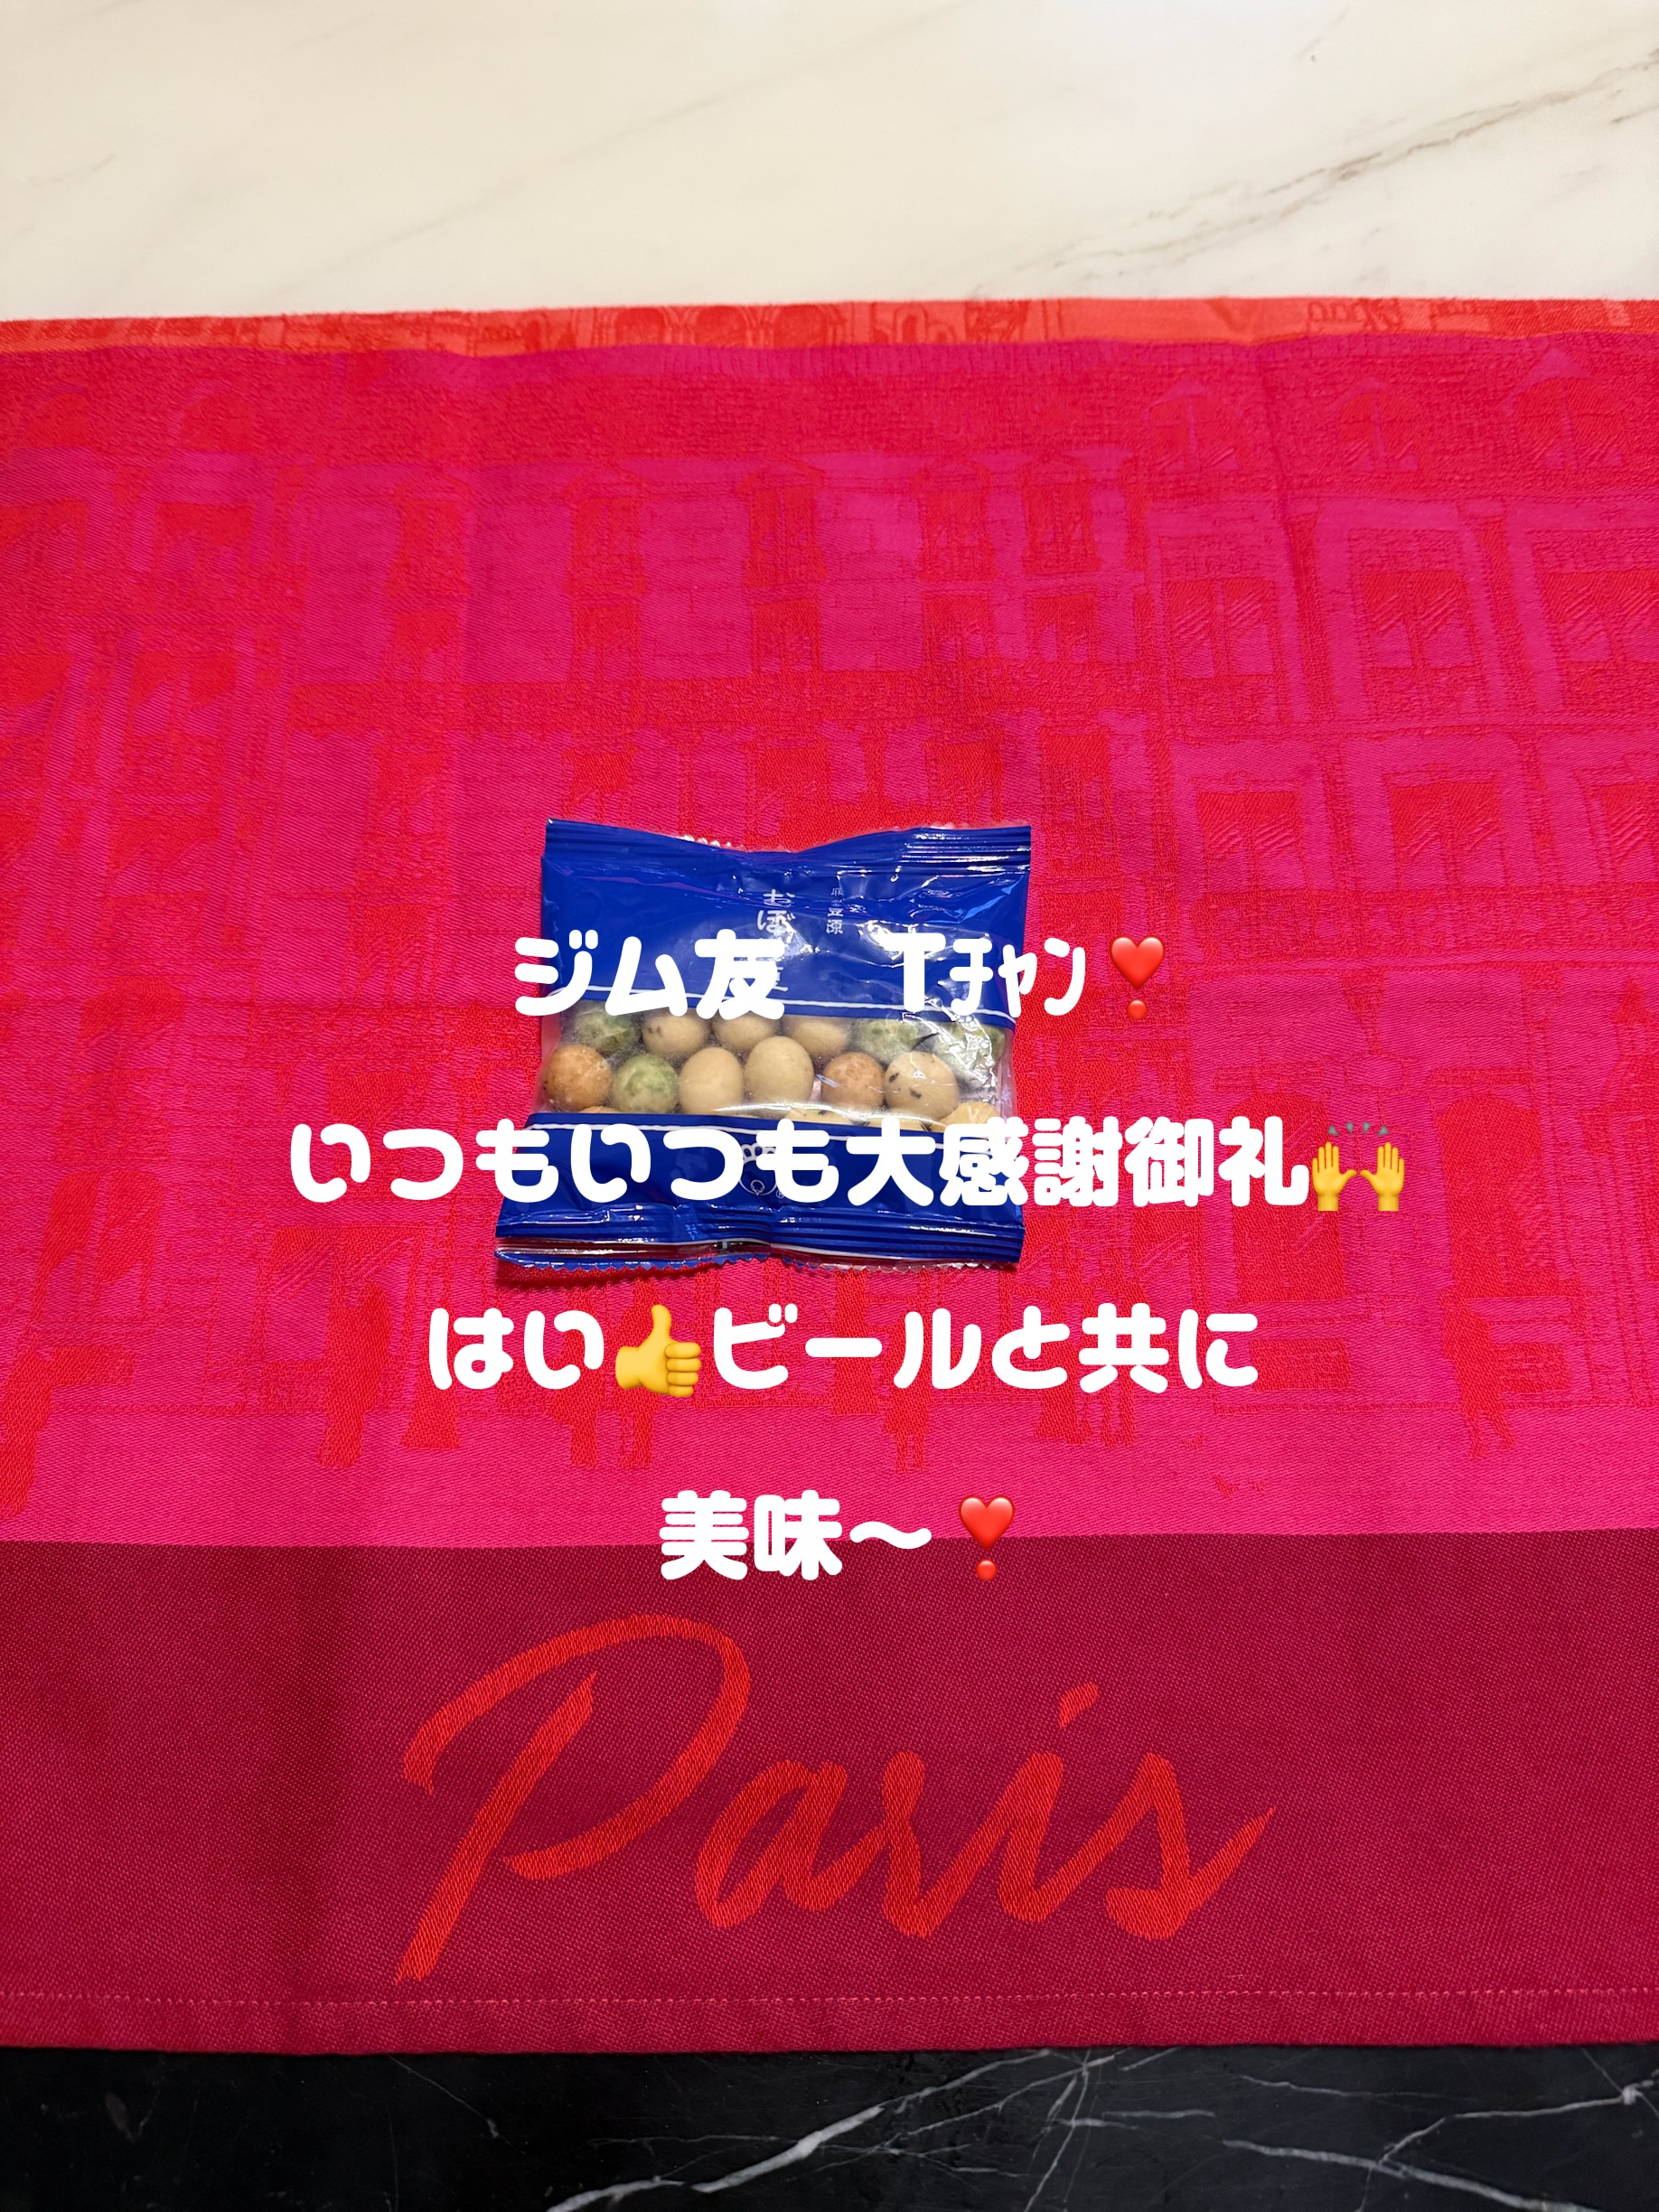 ジム友　Tﾁｬﾝ❣️
いつもいつも大感謝御礼🙌
はい👍ビールと共に
美味〜❣️
Paris